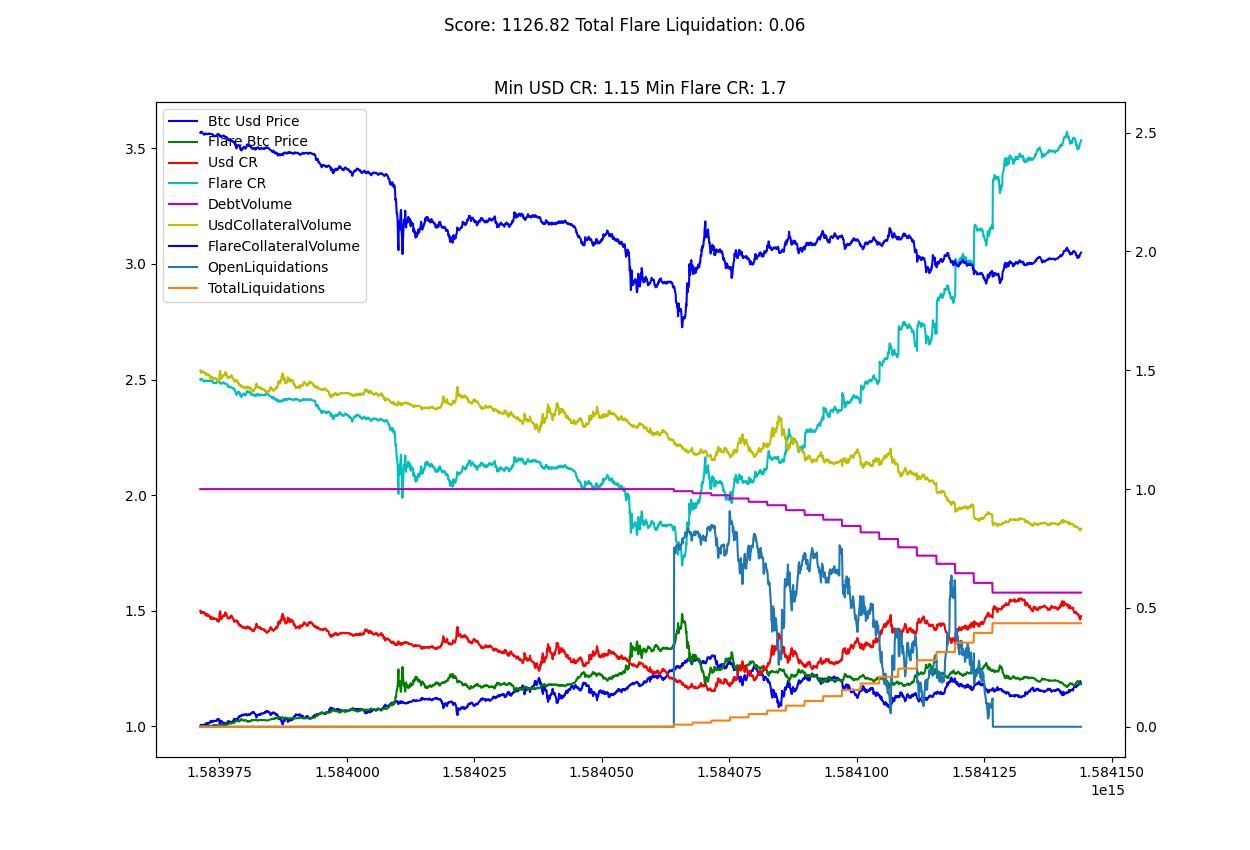 Score: 1126.82 Total Flare Liquidation: 0.06
Min USD CR: 1.15 Min Flare CR: 1.7
Btc Usd Price
Flare Btc Price
Usd CR
Flare CR
DebtVolume
UsdCollateralVolume
FlareCollateralVolume
OpenLiquidations
TotalLiquidations
3.5
3.0
2.5
2.0
1.5
1.0
2.5
2.0
1.5
1.0
0.5
0.0
1.583975 1.584000 1.584025 1.584050 1.584075 1.584100 1.584125 1.584150
1e15